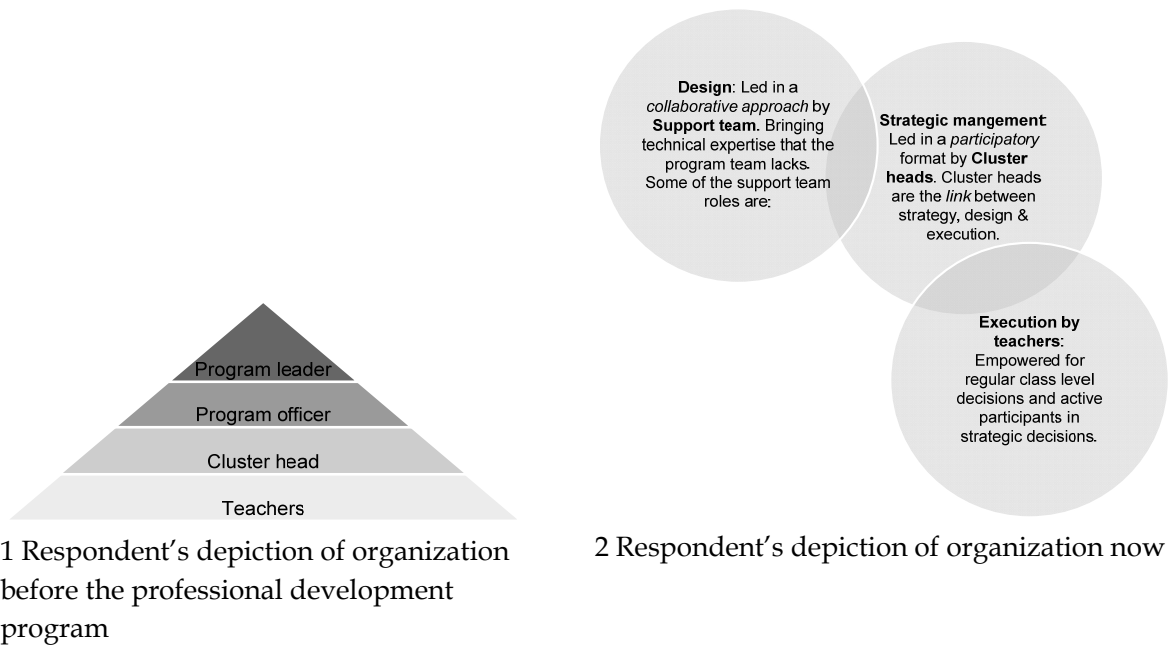 Program leader
Program officer
Cluster head
Teachers
1 Respondent’s depiction of organization
before the professional development
program
Design: Led in a
collaborative approach by
Support team. Bringing
technical expertise that the
program team lacks.
Some of the support team
roles are:
Strategic mangement:
Led in a participatory
format by Cluster
heads. Cluster heads
are the link between
strategy, design &
execution.
Execution by
teachers:
Empowered for
regular class level
decisions and active
participants in
strategic decisions.
2 Respondent’s depiction of organization now